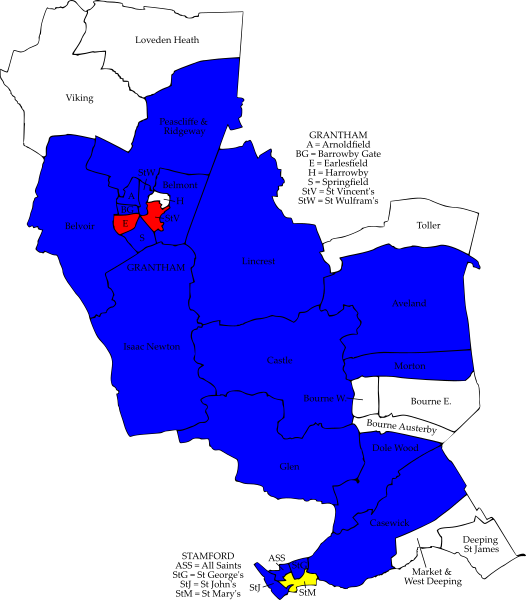 Loveden Heath
Viking
Peascliffe &
Ridgeway
GRANTHAM
A = Arnoldfield
BG = Barrowby Gate
E = Earlesfield
H = Harrowby
S = Springfield
StV = St Vincent's
StW = St Wulfram's
StW
Belmont
A
H
StV
E
S
Belvoir
Toller
GRANTHAM
Lincrest
Aveland
Isaac Newton
Castle
Morton
Bourne W.
Bourne E.
Bourne Austerby
Dole Wood
Glen
Casewick
Deeping
St James
Market &
West Deeping
STAMFORD
ASS = All Saints
StG = St George's
StJ = St John's
StM = St Mary's
ASS
StJ
StM